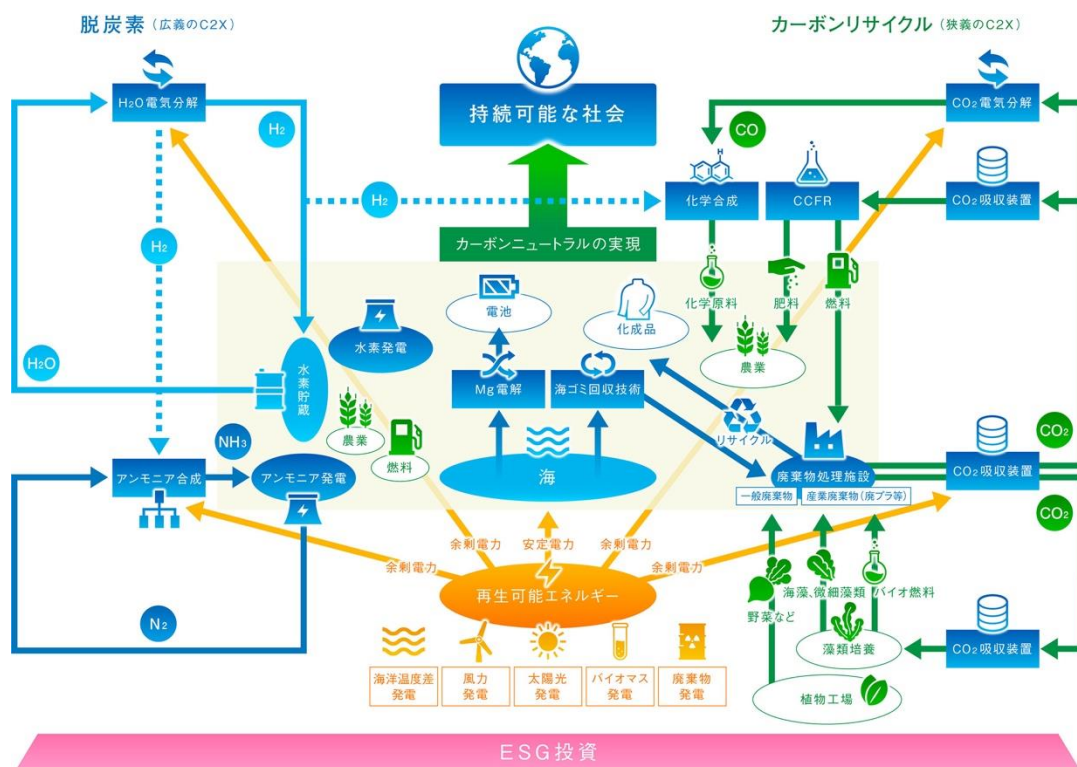 脱炭素（広義のC2X）
カーボンリサイクル（狭義のC2X）
H₂O電気分解
H₂
持続可能な社会
CO₂電気分解
CO
H
化学合成
CCFR
CO₂吸収装置
H₂
H₂
カーボンニュートラルの実現
化学原料
肥料
燃料
電池
化成品
水素発電
農業
H₂O
水素貯蔵
Mg電解
海ゴミ回収技術
リサイクル
農業
燃料
NH₃
アンモニア合成
アンモニア発電
海
廃棄物処理施設
一般廃棄物
産業廃棄物（廃プラ等）
CO₂
CO₂吸収装置
CO₂
余剰電力
余剰電力
安定電力
余剰電力
余剰電力
再生可能エネルギー
N₂
海藻、微細藻類
バイオ燃料
野菜など
藻類培養
CO₂吸収装置
植物工場
海洋温度差
発電
風力
発電
太陽光
発電
バイオマス
発電
廃棄物
発電
ESG投資